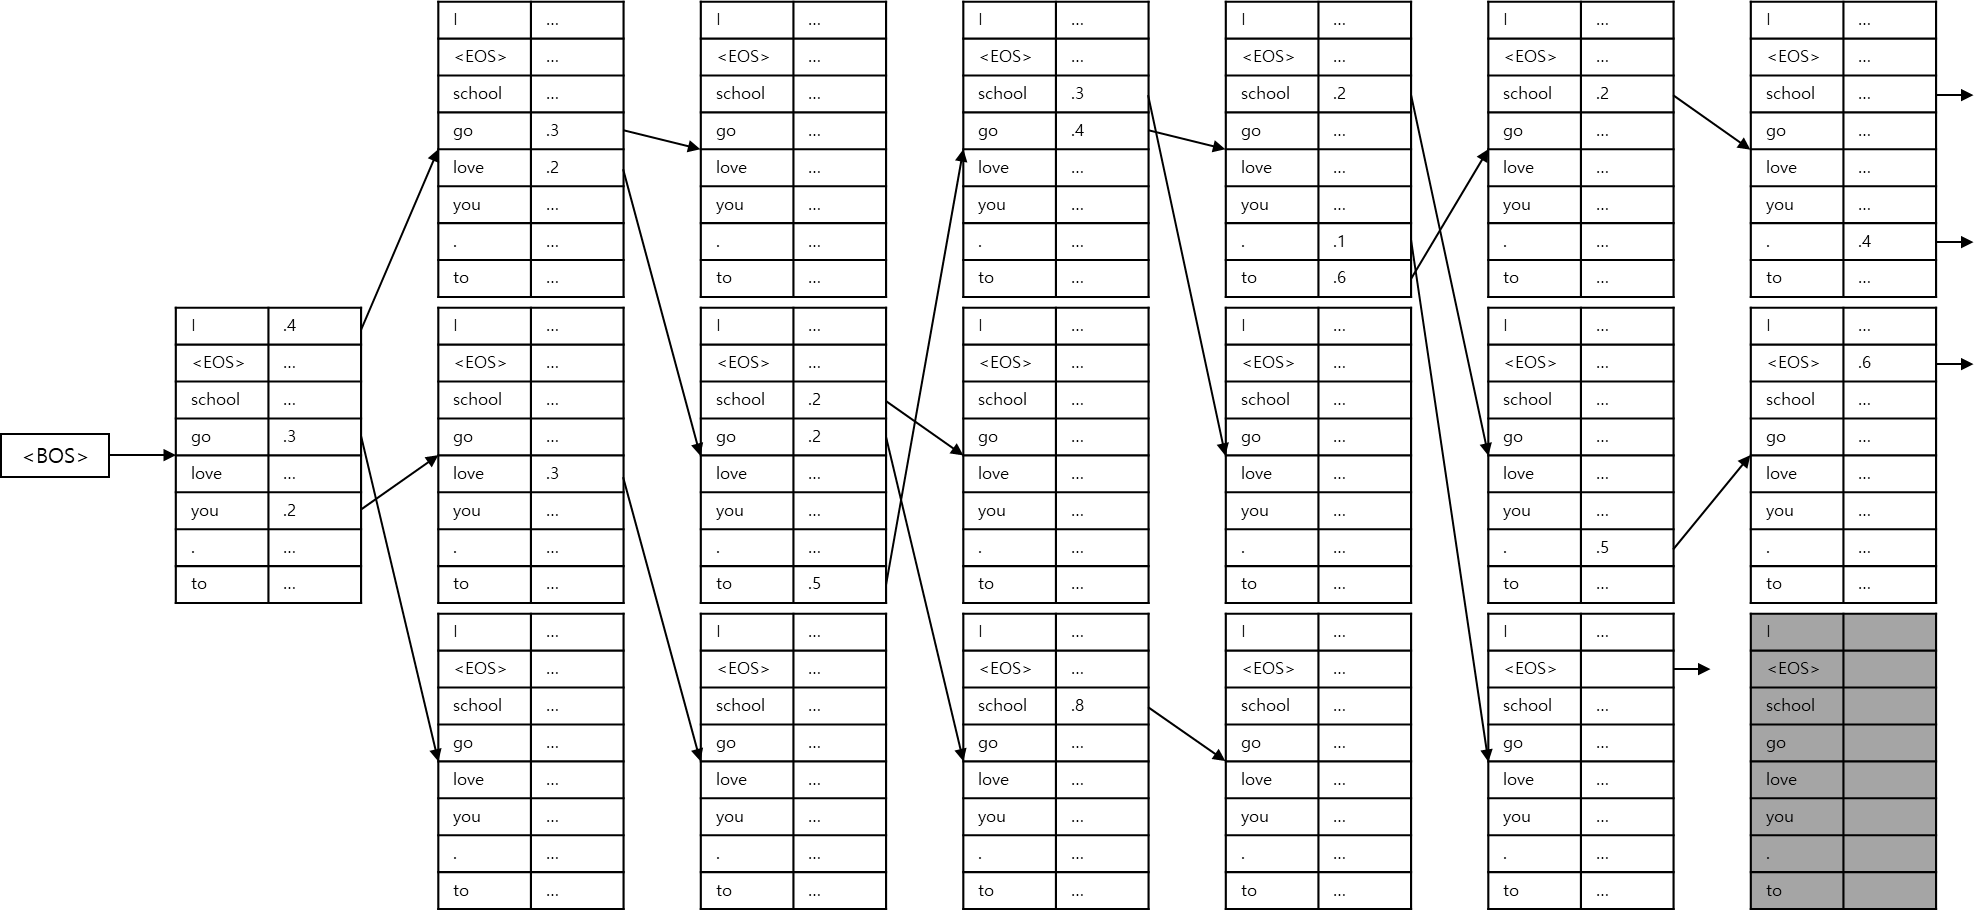 <BOS>
I .4
<EOS> ...
school ...
go .3
love ...
you .2
. ...
to ...
I ...
<EOS> ...
school ...
go .3
love .2
you ...
. ...
to ...
I ...
<EOS> ...
school ...
go ...
love .3
you ...
. ...
to ...
I ...
<EOS> ...
school ...
go ...
love ...
you ...
. ...
to ...
I ...
<EOS> ...
school ...
go ...
love ...
you ...
. ...
to ...
I ...
<EOS> ...
school .2
go .2
love ...
you ...
. ...
to .5
I ...
<EOS> ...
school ...
go ...
love ...
you ...
. ...
to ...
I ...
<EOS> ...
school .3
go .4
love ...
you ...
. ...
to ...
I ...
<EOS> ...
school ...
go ...
love ...
you ...
. ...
to ...
I ...
<EOS> ...
school .8
go ...
love ...
you ...
. ...
to ...
I ...
<EOS> ...
school .2
go ...
love ...
you ...
. .1
to .6
I ...
<EOS> ...
school ...
go ...
love ...
you ...
. ...
to ...
I ...
<EOS> ...
school ...
go ...
love ...
you ...
. ...
to ...
I ...
<EOS> ...
school .2
go ...
love ...
you ...
. ...
to ...
I ...
<EOS> ...
school ...
go ...
love ...
you ...
. .5
to ...
I ...
<EOS>
school ...
go ...
love ...
you ...
. ...
to ...
I ...
<EOS> ...
school ...
go ...
love ...
you ...
. .4
to ...
I ...
<EOS> .6
school ...
go ...
love ...
you ...
. ...
to ...
I
<EOS>
school
go
love
you
.
to